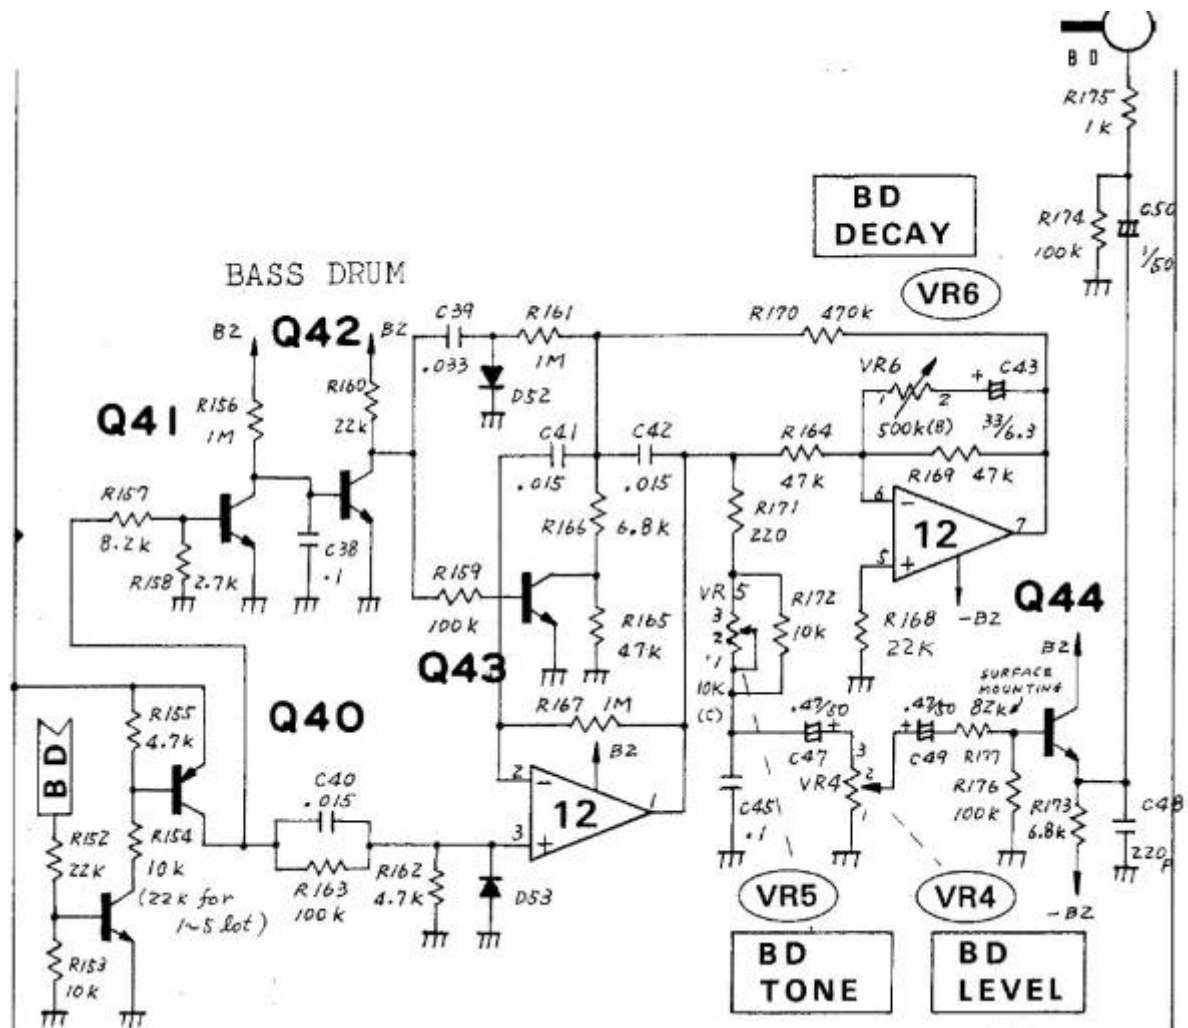 BD
R175
1K
BD
DECAY
R174
100K
C50
1/50
BASS DRUM
VR6
B2
Q42
B2
C39
R161
.033
1M
R170 470K
Q44
Q41
R156
1M
R160
22K
D52
VR6
1
2
+
C43
500K(B)
33/6.3
C41
.015
C42
.015
R164
47K
R169 47K
R157
8.2K
R158
2.7K
C38
.1
R166
6.8K
R171
220
6
−
12
7
5
+
−B2
R159
100K
Q43
R165
47K
VR5
3
2
.1
10K
(C)
R172
10K
R168
22K
B2
SURFACE
MOUNTING
R155
4.7K
Q40
R167 1M
B2
.47/50
+
C47
+
.47/50
C49
82K
R177
BD
C40
.015
2
−
12
1
3
+
C45
.1
3
VR4
2
1
R176
100K
R173
6.8K
C48
220P
R152
22K
R154
10K
(22K for
1~5 lot)
R163
100K
R162
4.7K
D53
−B2
R153
10K
VR5
VR4
BD
TONE
BD
LEVEL